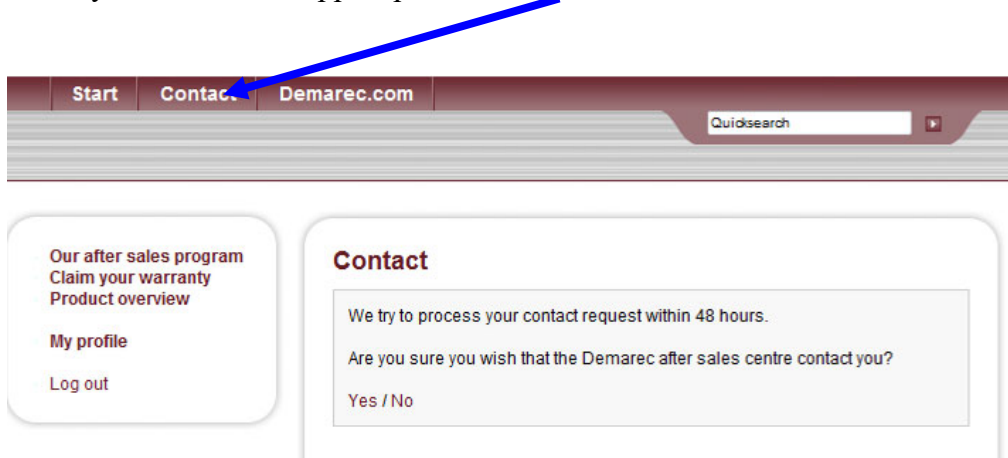 Start Contact Demarec.com
Quicksearch
Our after sales program
Claim your warranty
Product overview
My profile
Log out
Contact
We try to process your contact request within 48 hours.
Are you sure you wish that the Demarec after sales centre contact you?
Yes / No